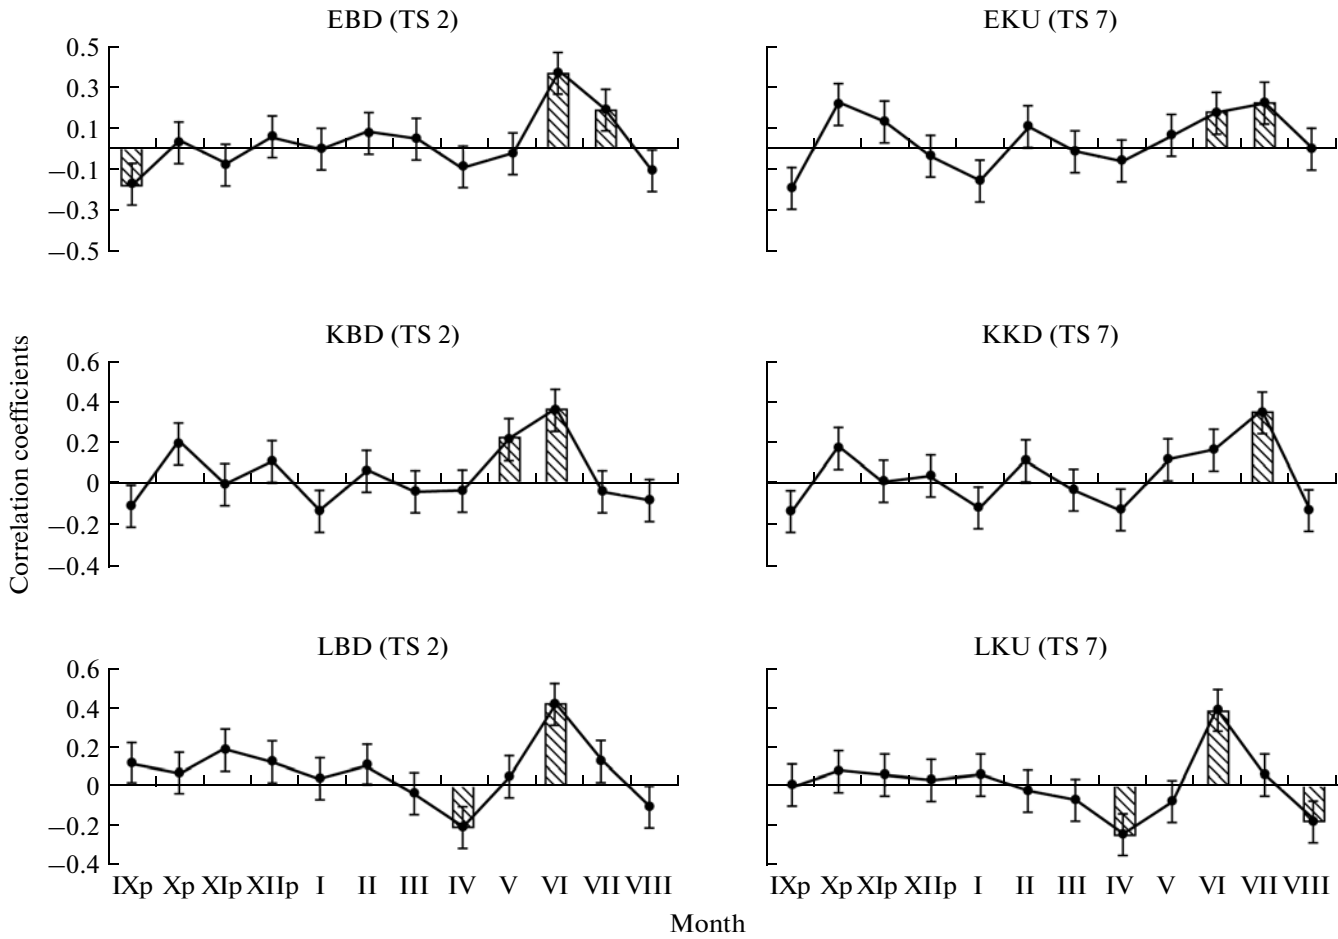 EBD (TS 2)
0.5
0.3
0.1
−0.1
−0.3
−0.5
EKU (TS 7)
Correlation coefficients
KBD (TS 2)
0.6
0.4
0.2
0
−0.2
−0.4
KKD (TS 7)
LBD (TS 2)
0.6
0.4
0.2
0
−0.2
−0.4
IXp Xp XIp XIIp I II III IV V VI VII VIII
LKU (TS 7)
IXp Xp XIp XIIp I II III IV V VI VII VIII
Month